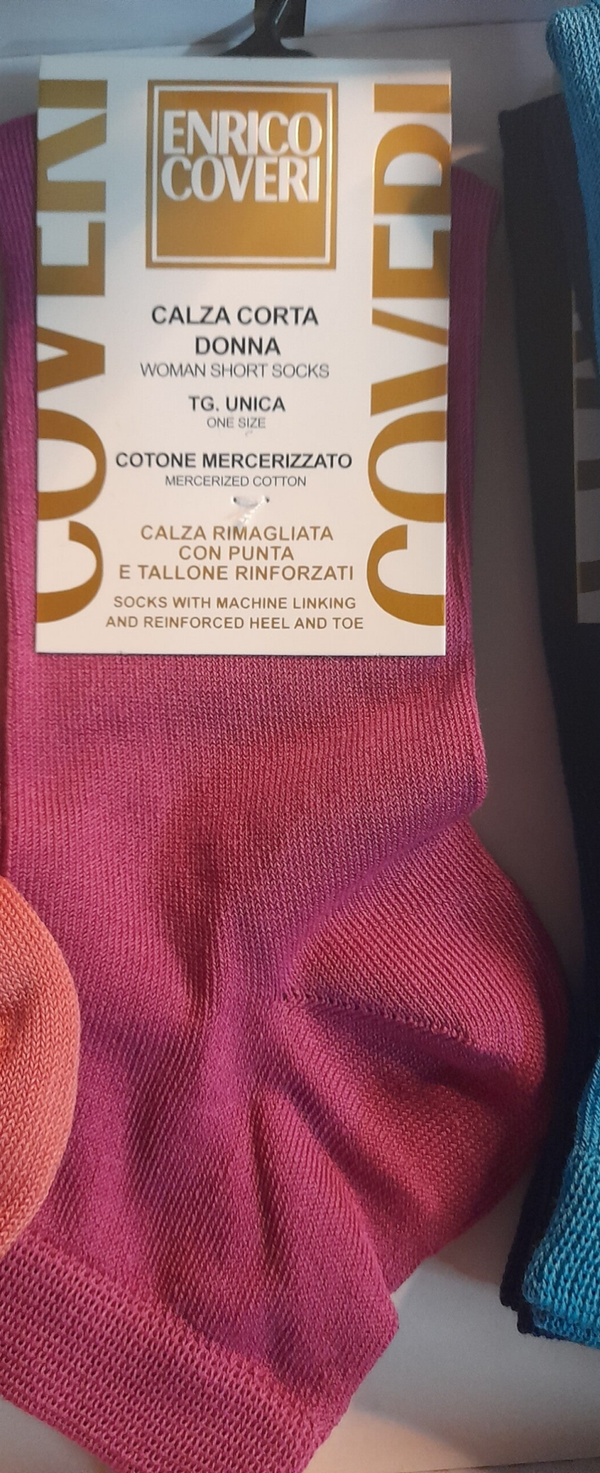 COVERI
ENRICO
COVERI
COVERI
CALZA CORTA
DONNA
WOMAN SHORT SOCKS
TG. UNICA
ONE SIZE
COTONE MERCERIZZATO
MERCERIZED COTTON
CALZA RIMAGLIATA
CON PUNTA
E TALLONE RINFORZATI
SOCKS WITH MACHINE LINKING
AND REINFORCED HEEL AND TOE